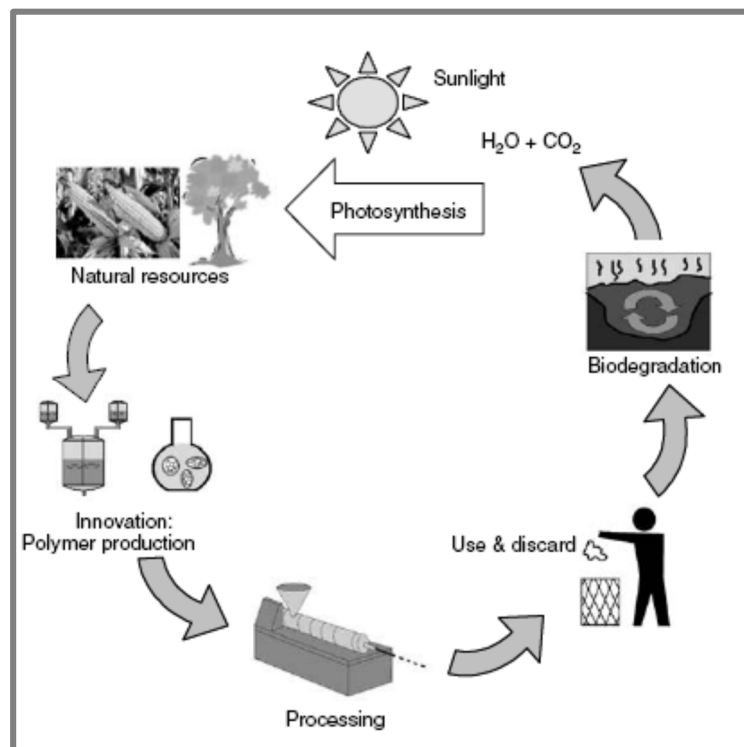 Sunlight
H₂O + CO₂
Photosynthesis
Natural resources
Biodegradation
Innovation:
Polymer production
Use & discard
Processing